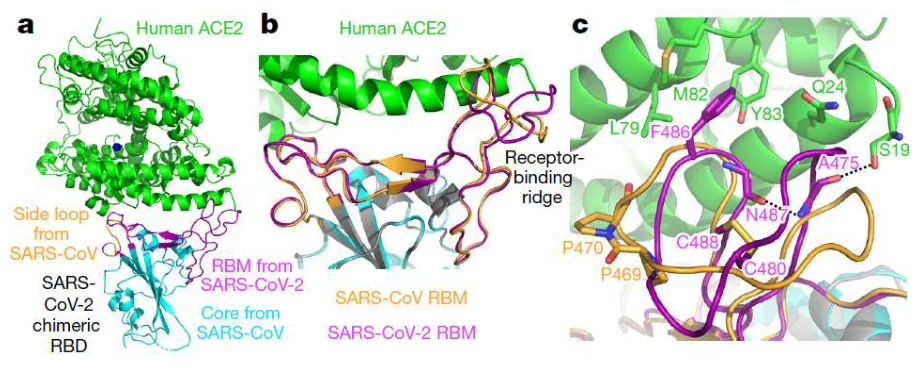 a
Human ACE2
Side loop
from
SARS-CoV
SARS-
CoV-2
chimeric
RBD
RBM from
SARS-CoV-2
Core from
SARS-CoV
b
Human ACE2
Receptor-
binding
ridge
SARS-CoV RBM
SARS-CoV-2 RBM
c
M82
Q24
L79
F486
Y83
S19
A475
N487
P470
C488
P469
C480